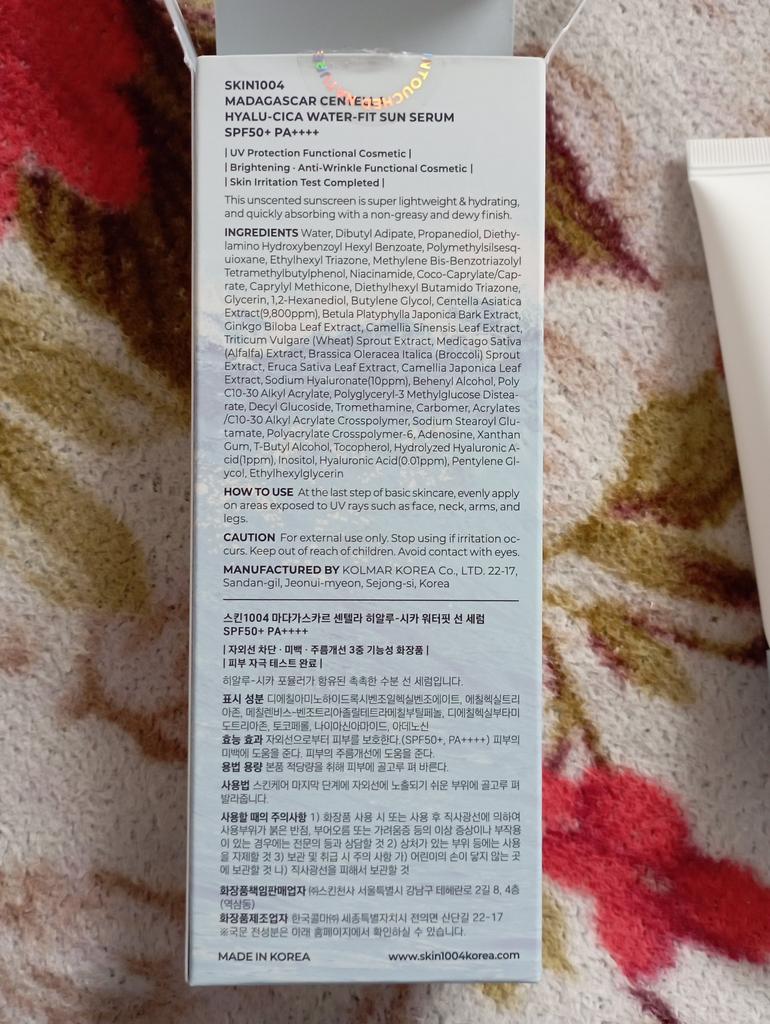 SKIN1004
MADAGASCAR CENTELLA
HYALU-CICA WATER-FIT SUN SERUM
SPF50+ PA++++
| UV Protection Functional Cosmetic |
| Brightening · Anti-Wrinkle Functional Cosmetic |
| Skin Irritation Test Completed |
This unscented sunscreen is super lightweight & hydrating,
and quickly absorbing with a non-greasy and dewy finish.
INGREDIENTS Water, Dibutyl Adipate, Propanediol, Diethy-
lamino Hydroxybenzoyl Hexyl Benzoate, Polymethylsilsesq-
uioxane, Ethylhexyl Triazone, Methylene Bis-Benzotriazolyl
Tetramethylbutylphenol, Niacinamide, Coco-Caprylate/Cap-
rate, Caprylyl Methicone, Diethylhexyl Butamido Triazone,
Glycerin, 1,2-Hexanediol, Butylene Glycol, Centella Asiatica
Extract(9,800ppm), Betula Platyphylla Japonica Bark Extract,
Ginkgo Biloba Leaf Extract, Camellia Sinensis Leaf Extract,
Triticum Vulgare (Wheat) Sprout Extract, Medicago Sativa
(Alfalfa) Extract, Brassica Oleracea Italica (Broccoli) Sprout
Extract, Eruca Sativa Leaf Extract, Camellia Japonica Leaf
Extract, Sodium Hyaluronate(10ppm), Behenyl Alcohol, Poly
C10-30 Alkyl Acrylate, Polyglyceryl-3 Methylglucose Distea-
rate, Decyl Glucoside, Tromethamine, Carbomer, Acrylates
/C10-30 Alkyl Acrylate Crosspolymer, Sodium Stearoyl Glu-
tamate, Polyacrylate Crosspolymer-6, Adenosine, Xanthan
Gum, T-Butyl Alcohol, Tocopherol, Hydrolyzed Hyaluronic A-
cid(1ppm), Inositol, Hyaluronic Acid(0.01ppm), Pentylene Gl-
ycol, Ethylhexylglycerin
HOW TO USE At the last step of basic skincare, evenly apply
on areas exposed to UV rays such as face, neck, arms, and
legs.
CAUTION For external use only. Stop using if irritation oc-
curs. Keep out of reach of children. Avoid contact with eyes.
MANUFACTURED BY KOLMAR KOREA Co., LTD. 22-17,
Sandan-gil, Jeonui-myeon, Sejong-si, Korea
스킨1004 마다가스카르 센텔라 히알루-시카 워터핏 선 세럼
SPF50+ PA++++
| 자외선 차단 · 미백 · 주름개선 3중 기능성 화장품 |
| 피부 자극 테스트 완료 |
히알루-시카 포뮬러가 함유된 촉촉한 수분 선 세럼입니다.
표시 성분 디에칠아미노하이드록시벤조일헥실벤조에이트, 에칠헥실트리
아존, 메칠렌비스-벤조트리아졸릴테트라메칠부틸페놀, 디에칠헥실부타미
도트리아존, 토코페롤, 나이아신아마이드, 아데노신
효능 효과 자외선으로부터 피부를 보호한다.(SPF50+, PA++++) 피부의
미백에 도움을 준다. 피부의 주름개선에 도움을 준다.
용법 용량 본품 적당량을 취해 피부에 골고루 펴 바른다.
사용법 스킨케어 마지막 단계에 자외선에 노출되기 쉬운 부위에 골고루 펴
발라줍니다.
사용할 때의 주의사항 1) 화장품 사용 시 또는 사용 후 직사광선에 의하여
사용부위가 붉은 반점, 부어오름 또는 가려움증 등의 이상 증상이나 부작용
이 있는 경우에는 전문의 등과 상담할 것 2) 상처가 있는 부위 등에는 사용
을 자제할 것 3) 보관 및 취급 시 주의 사항 가) 어린이의 손이 닿지 않는 곳
에 보관할 것 나) 직사광선을 피해서 보관할 것
화장품책임판매업자 ㈜스킨천사 서울특별시 강남구 테헤란로 2길 8, 4층
(역삼동)
화장품제조업자 한국콜마㈜ 세종특별자치시 전의면 산단길 22-17
※국문 전성분은 아래 홈페이지에서 확인하실 수 있습니다.
MADE IN KOREA www.skin1004korea.com